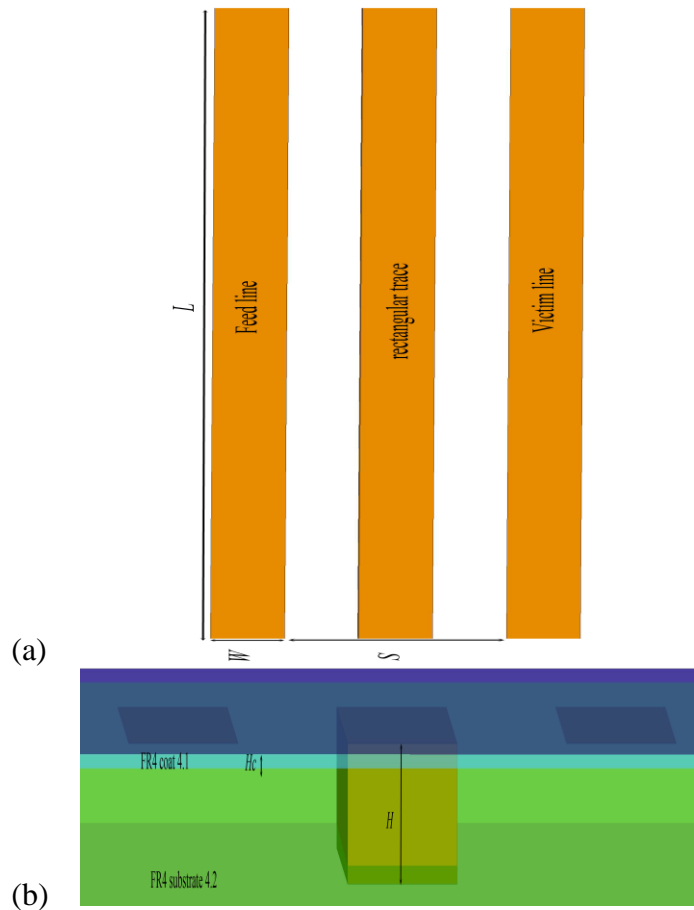 L
Feed line
rectangular trace
Victim line
(a)
W
S
FR4 coat 4.1
Hc
H
FR4 substrate 4.2
(b)